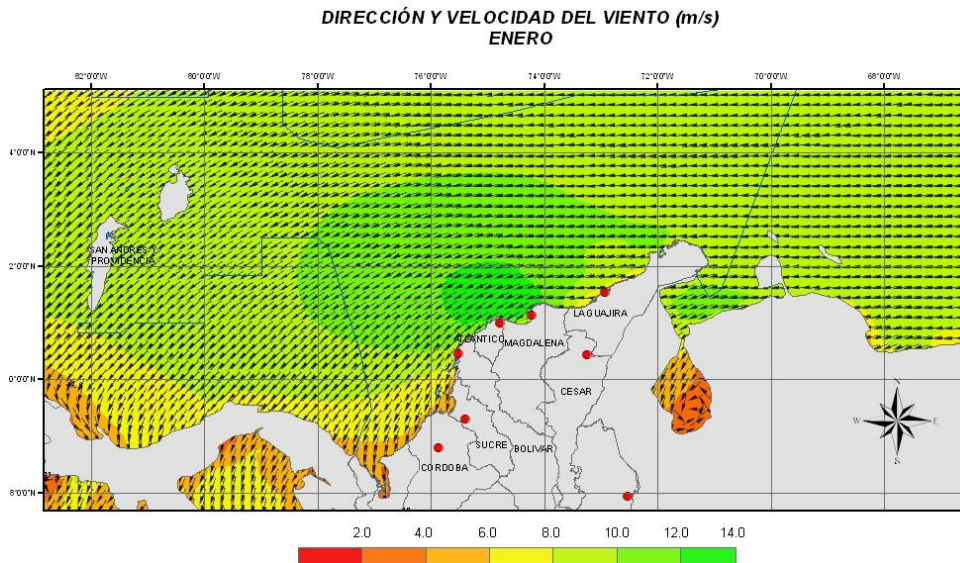 DIRECCIÓN Y VELOCIDAD DEL VIENTO (m/s)
ENERO
82°0'0"W 80°0'0"W 78°0'0"W 76°0'0"W 74°0'0"W 72°0'0"W 70°0'0"W 68°0'0"W
4°0'0"N
2°0'0"N
SAN ANDRES Y
PROVIDENCIA
LA GUAJIRA
ATLANTICO
MAGDALENA
0°0'0"N
CESAR
N
W E
S
SUCRE
BOLIVAR
CORDOBA
8°0'0"N
2.0 4.0 6.0 8.0 10.0 12.0 14.0